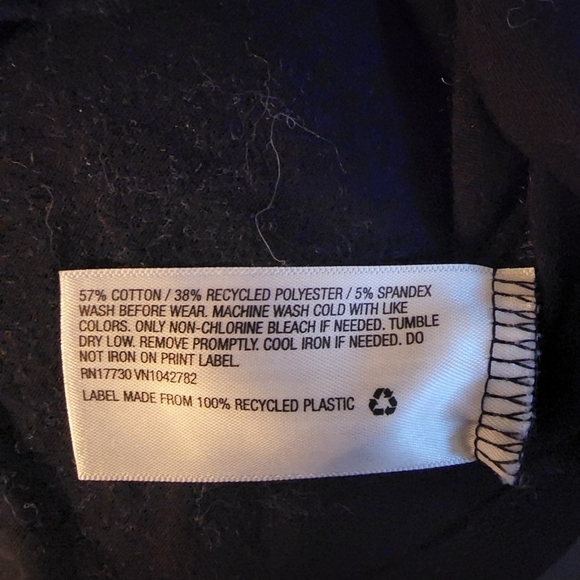 57% COTTON / 38% RECYCLED POLYESTER / 5% SPANDEX
WASH BEFORE WEAR. MACHINE WASH COLD WITH LIKE
COLORS. ONLY NON-CHLORINE BLEACH IF NEEDED. TUMBLE
DRY LOW. REMOVE PROMPTLY. COOL IRON IF NEEDED. DO
NOT IRON ON PRINT LABEL.
RN17730 VN1042782
LABEL MADE FROM 100% RECYCLED PLASTIC